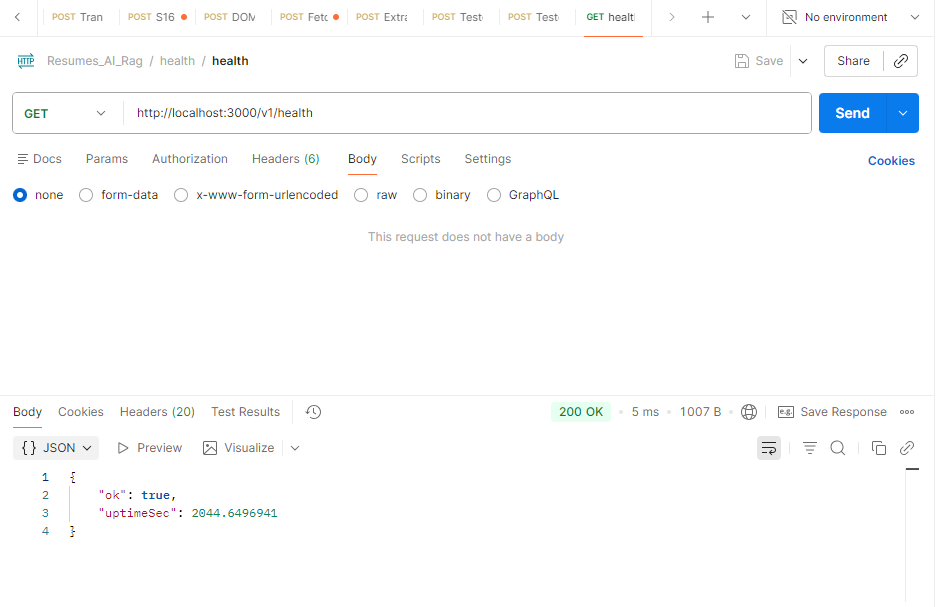 POST Tran POST S16 POST DOM POST Fetc POST Extra POST Test POST Test GET healt No environment
HTTP Resumes_AI_Rag / health / health Save Share
GET http://localhost:3000/v1/health Send
Docs Params Authorization Headers (6) Body Scripts Settings Cookies
none form-data x-www-form-urlencoded raw binary GraphQL
This request does not have a body
Body Cookies Headers (20) Test Results 200 OK • 5 ms • 1007 B • e.g. Save Response
{} JSON Preview Visualize
1 {
2 "ok": true,
3 "uptimeSec": 2044.6496941
4 }